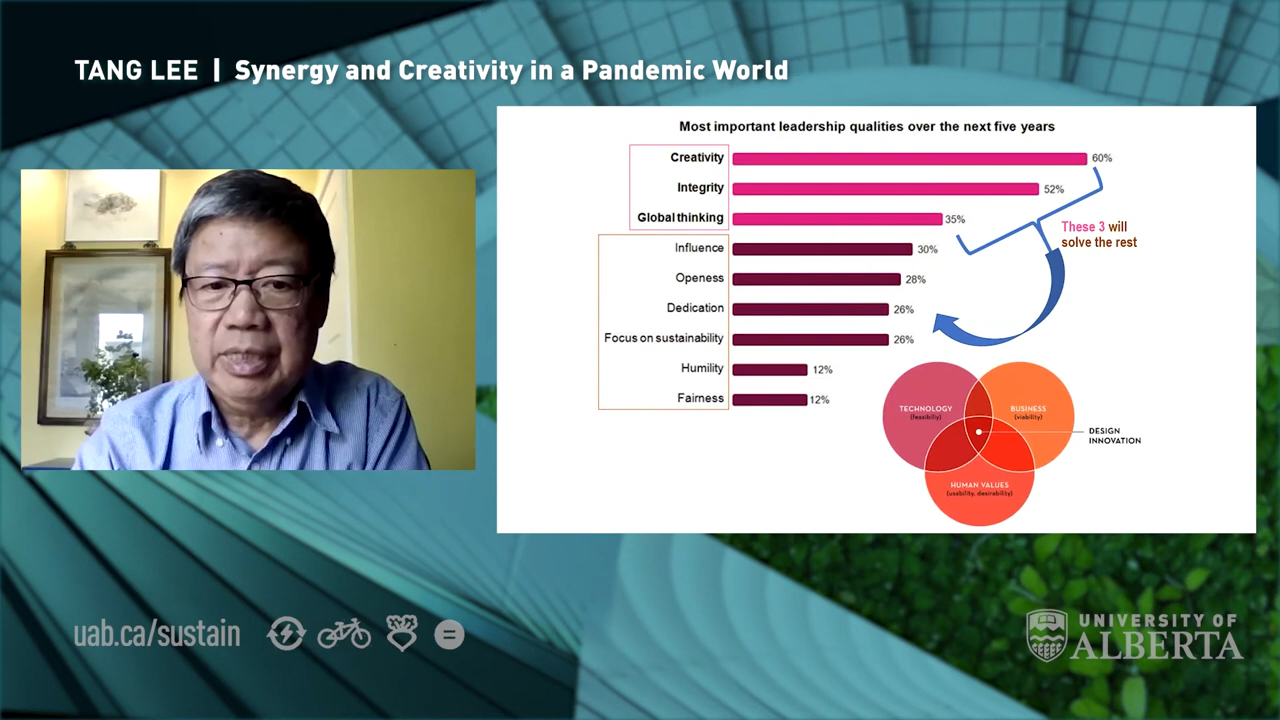 TANG LEE | Synergy and Creativity in a Pandemic World
Most important leadership qualities over the next five years
Creativity 60%
Integrity 52%
Global thinking 35%
Influence 30%
Openess 28%
Dedication 26%
Focus on sustainability 26%
Humility 12%
Fairness 12%
These 3 will
solve the rest
TECHNOLOGY
(feasibiliy)
BUSINESS
(viability)
HUMAN VALUES
(usability, desirability)
DESIGN
INNOVATION
uab.ca/sustain
UNIVERSITY OF
ALBERTA